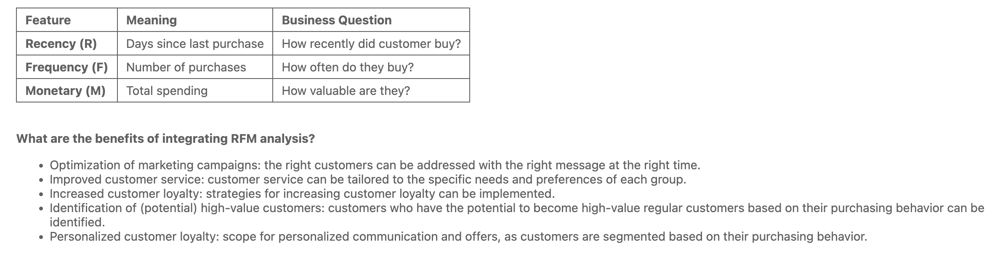 Feature Meaning Business Question
Recency (R) Days since last purchase How recently did customer buy?
Frequency (F) Number of purchases How often do they buy?
Monetary (M) Total spending How valuable are they?
What are the benefits of integrating RFM analysis?
• Optimization of marketing campaigns: the right customers can be addressed with the right message at the right time.
• Improved customer service: customer service can be tailored to the specific needs and preferences of each group.
• Increased customer loyalty: strategies for increasing customer loyalty can be implemented.
• Identification of (potential) high-value customers: customers who have the potential to become high-value regular customers based on their purchasing behavior can be
identified.
• Personalized customer loyalty: scope for personalized communication and offers, as customers are segmented based on their purchasing behavior.